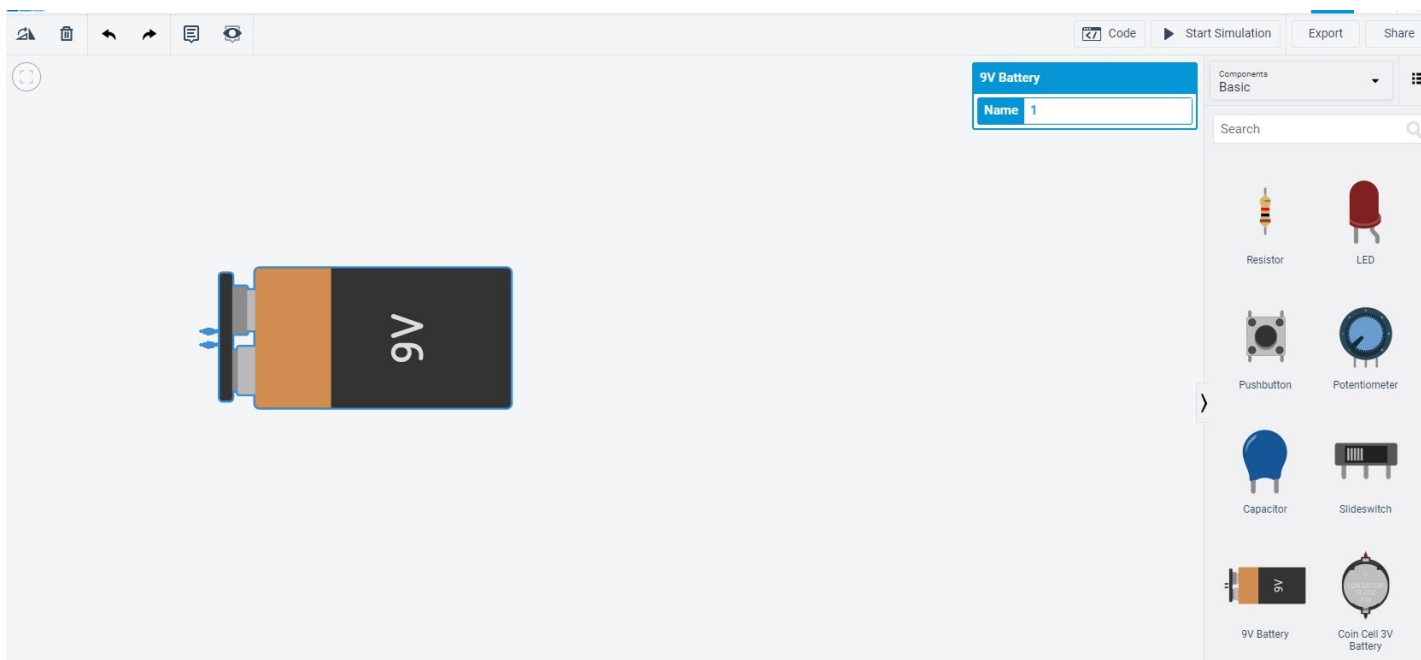 Code
Start Simulation
Export
Share
9V Battery
Name 1
Components
Basic
Search
9V
Resistor
LED
Pushbutton
Potentiometer
Capacitor
Slideswitch
9V
9V Battery
Coin Cell 3V
Battery